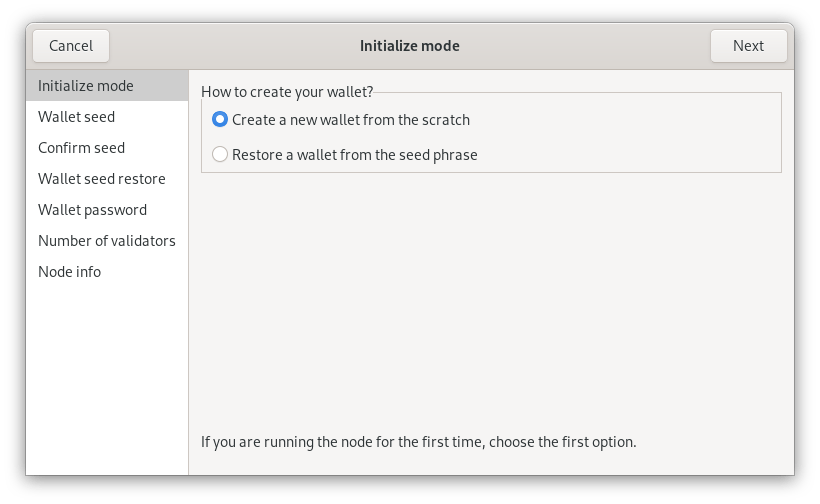 Cancel
Initialize mode
Next
Initialize mode
Wallet seed
Confirm seed
Wallet seed restore
Wallet password
Number of validators
Node info
How to create your wallet?
Create a new wallet from the scratch
Restore a wallet from the seed phrase
If you are running the node for the first time, choose the first option.